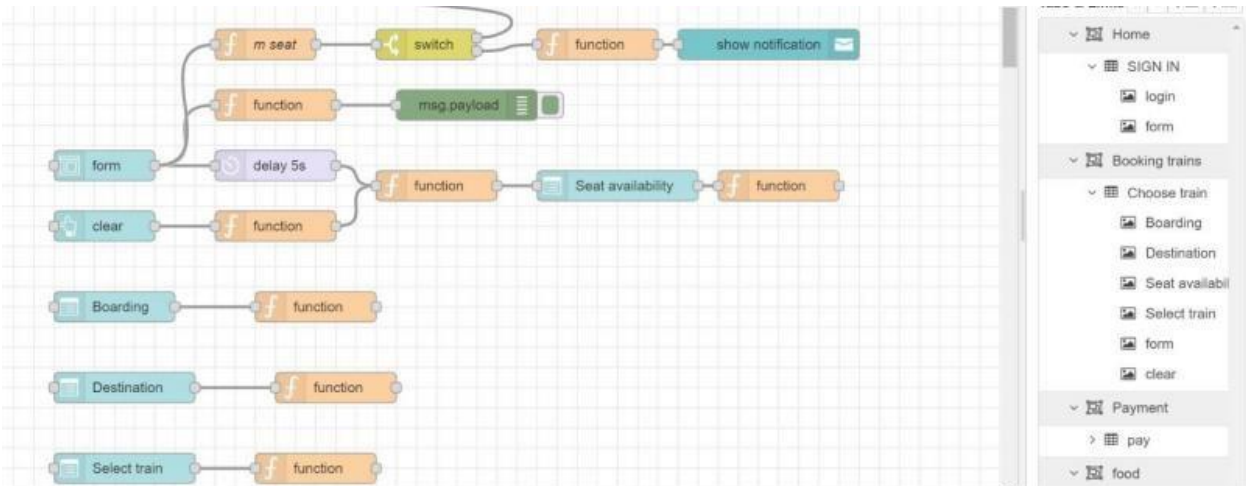 m seat
switch
function
show notification
function
msg.payload
form
delay 5s
function
Seat availability
function
clear
function
Boarding
function
Destination
function
Select train
function
Home
SIGN IN
login
form
Booking trains
Choose train
Boarding
Destination
Seat availabil
Select train
form
clear
Payment
pay
food